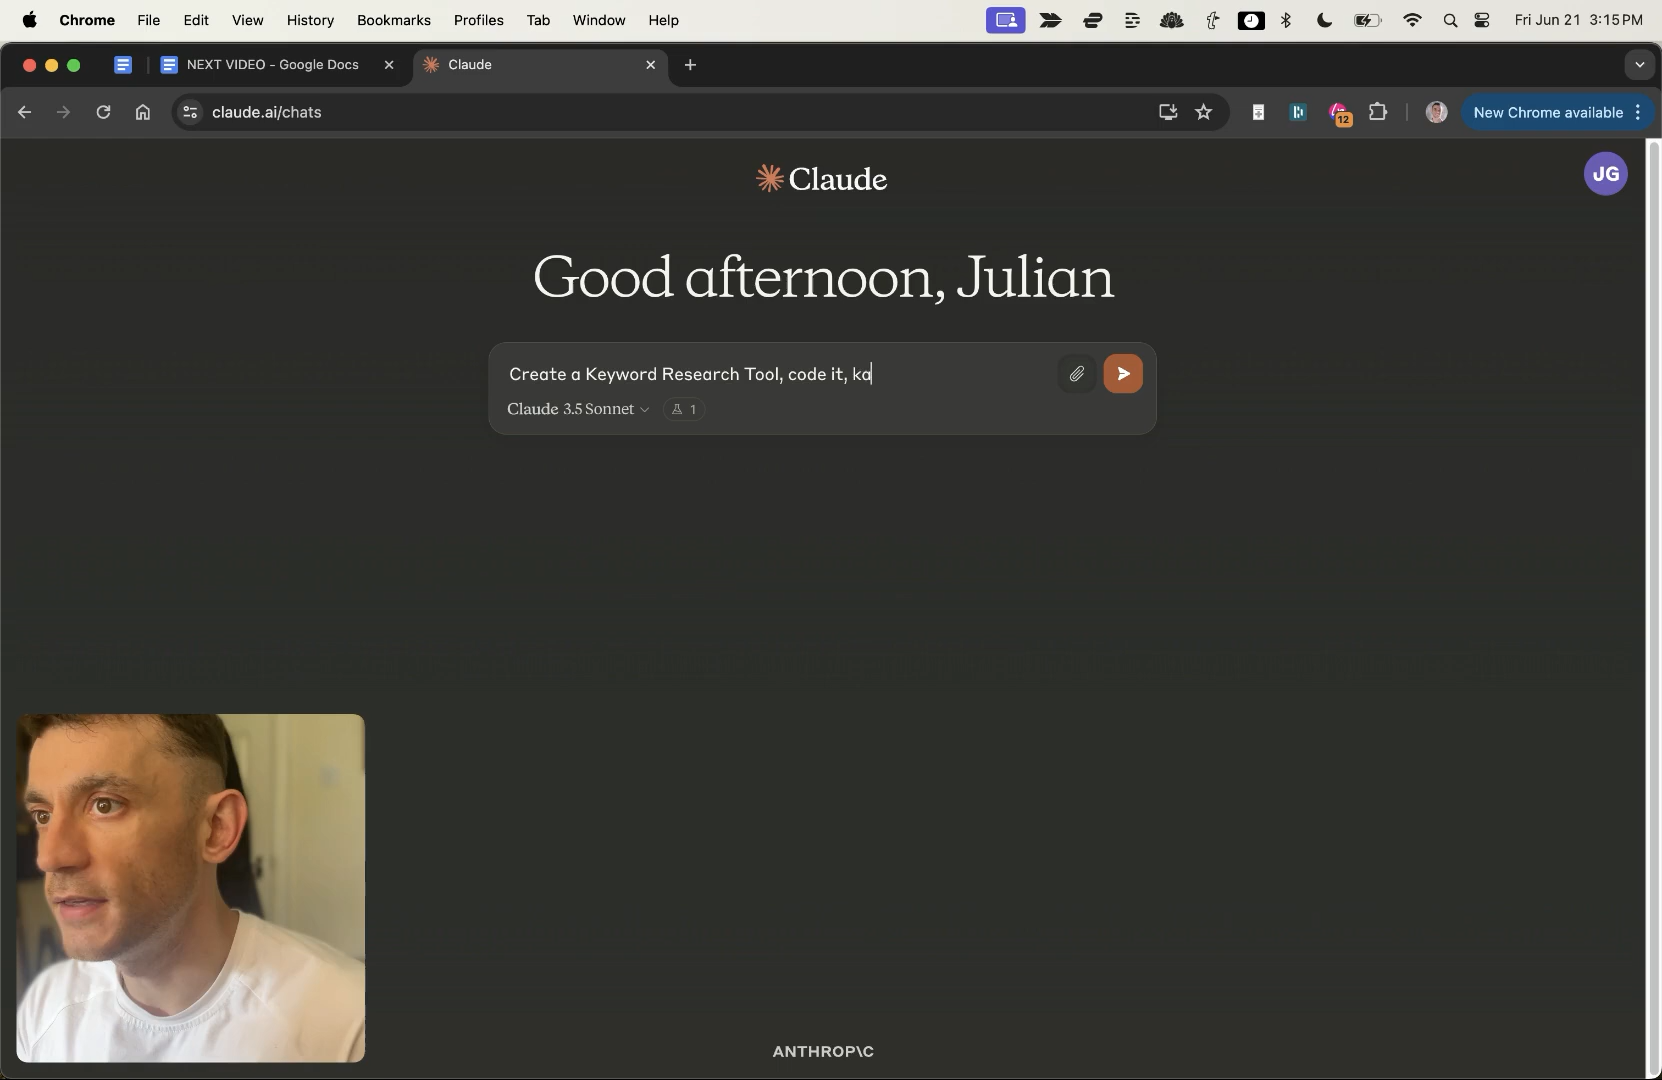 Chrome File Edit View History Bookmarks Profiles Tab Window Help Fri Jun 21 3:15 PM
NEXT VIDEO - Google Docs Claude
claude.ai/chats 12 New Chrome available
Claude JG
Good afternoon, Julian
Create a Keyword Research Tool, code it, ka
Claude 3.5 Sonnet 1
ANTHROP\C